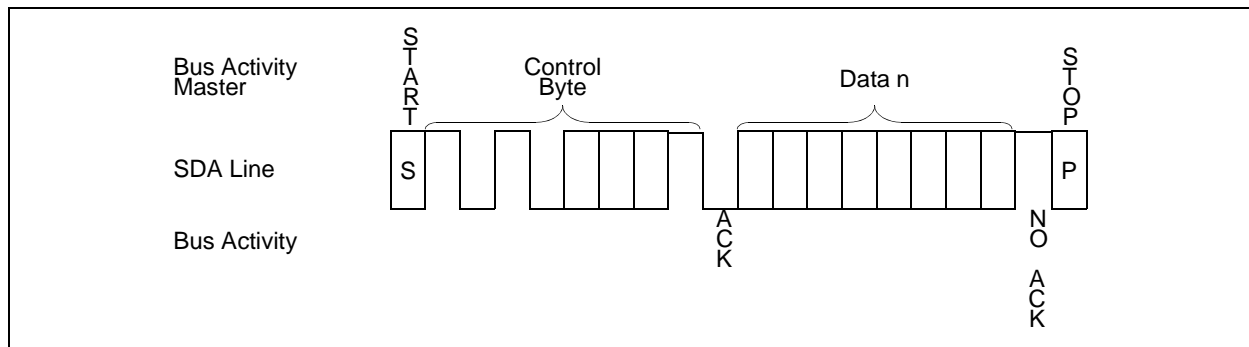 Bus Activity
Master
START
Control
Byte
Data n
STOP
SDA Line
S
P
Bus Activity
ACK
NO ACK